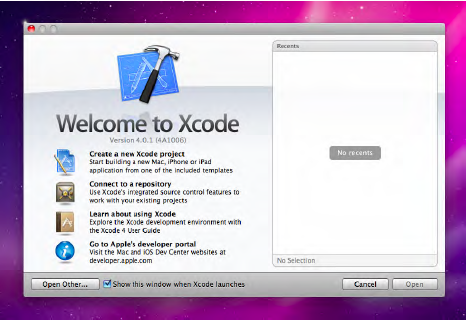 Recents
Welcome to Xcode
Version 4.0.1 (4A1006)
Create a new Xcode project
Start building a new Mac, iPhone or iPad
application from one of the included templates
Connect to a repository
Use Xcode's integrated source control features to
work with your existing projects
Learn about using Xcode
Explore the Xcode development environment with
the Xcode 4 User Guide
Go to Apple's developer portal
Visit the Mac and iOS Dev Center websites at
developer.apple.com
No recents
No Selection
Open Other...
Show this window when Xcode launches
Cancel
Open